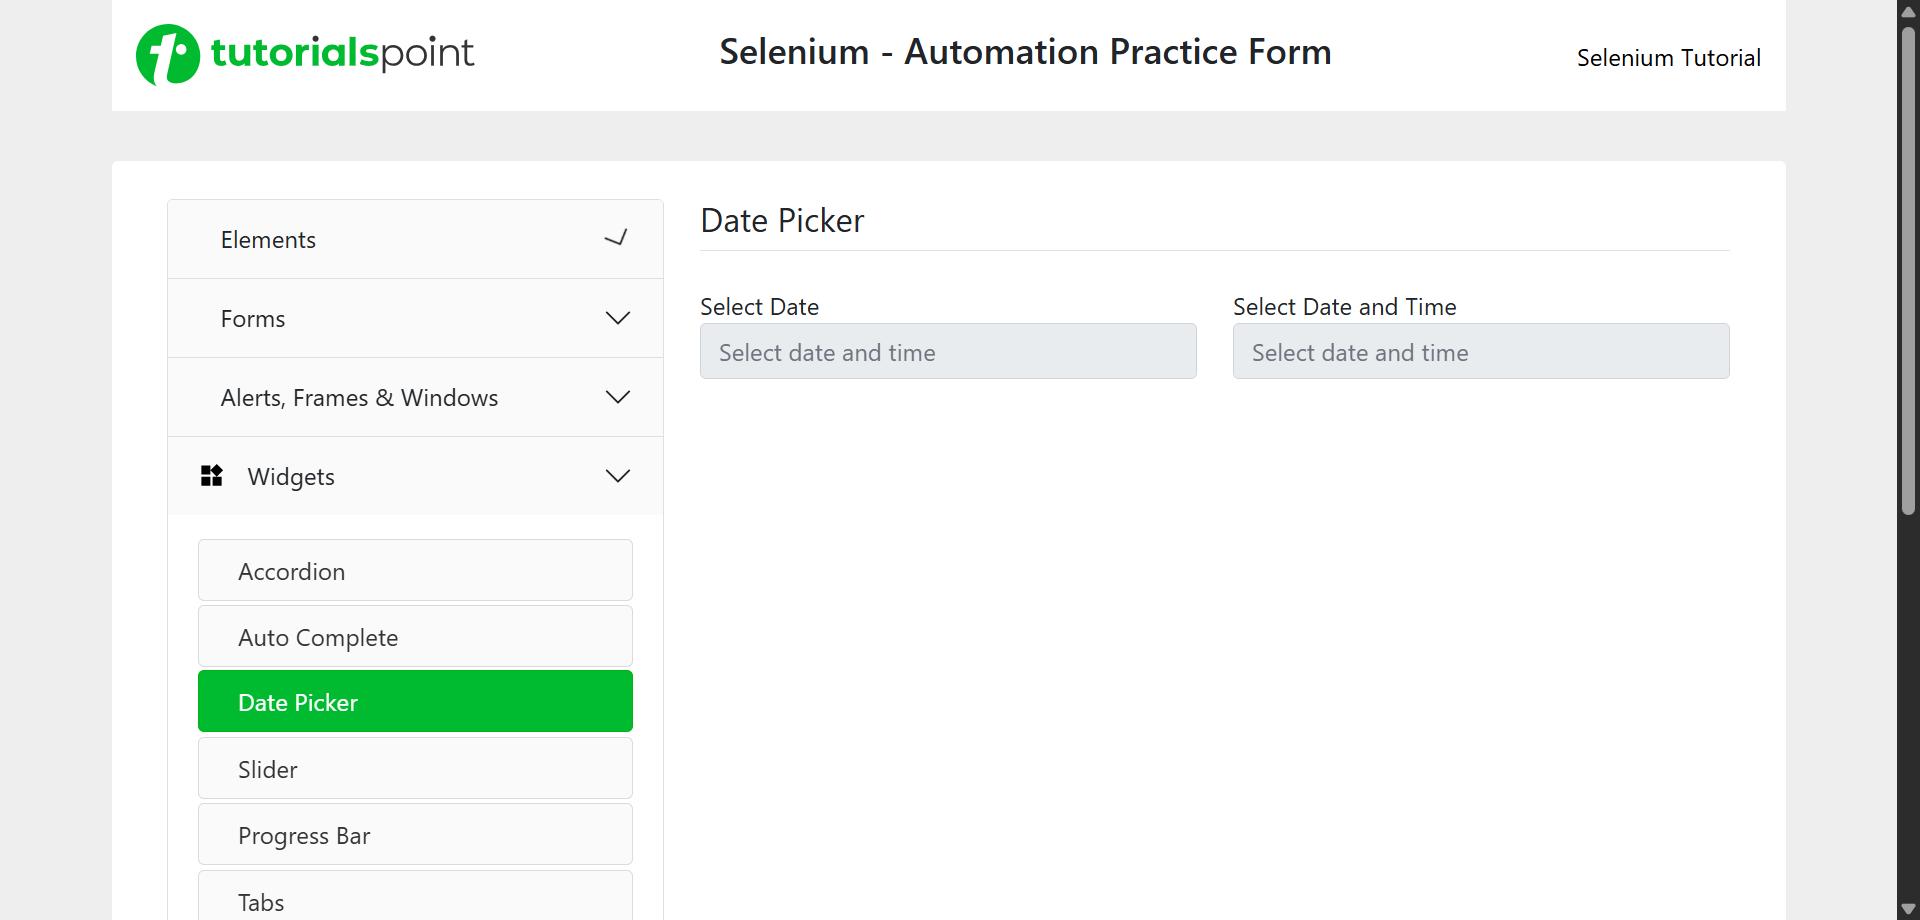 tutorialspoint
Selenium - Automation Practice Form
Selenium Tutorial
Elements
Forms
Alerts, Frames & Windows
Widgets
Accordion
Auto Complete
Date Picker
Slider
Progress Bar
Tabs
Date Picker
Select Date
Select date and time
Select Date and Time
Select date and time